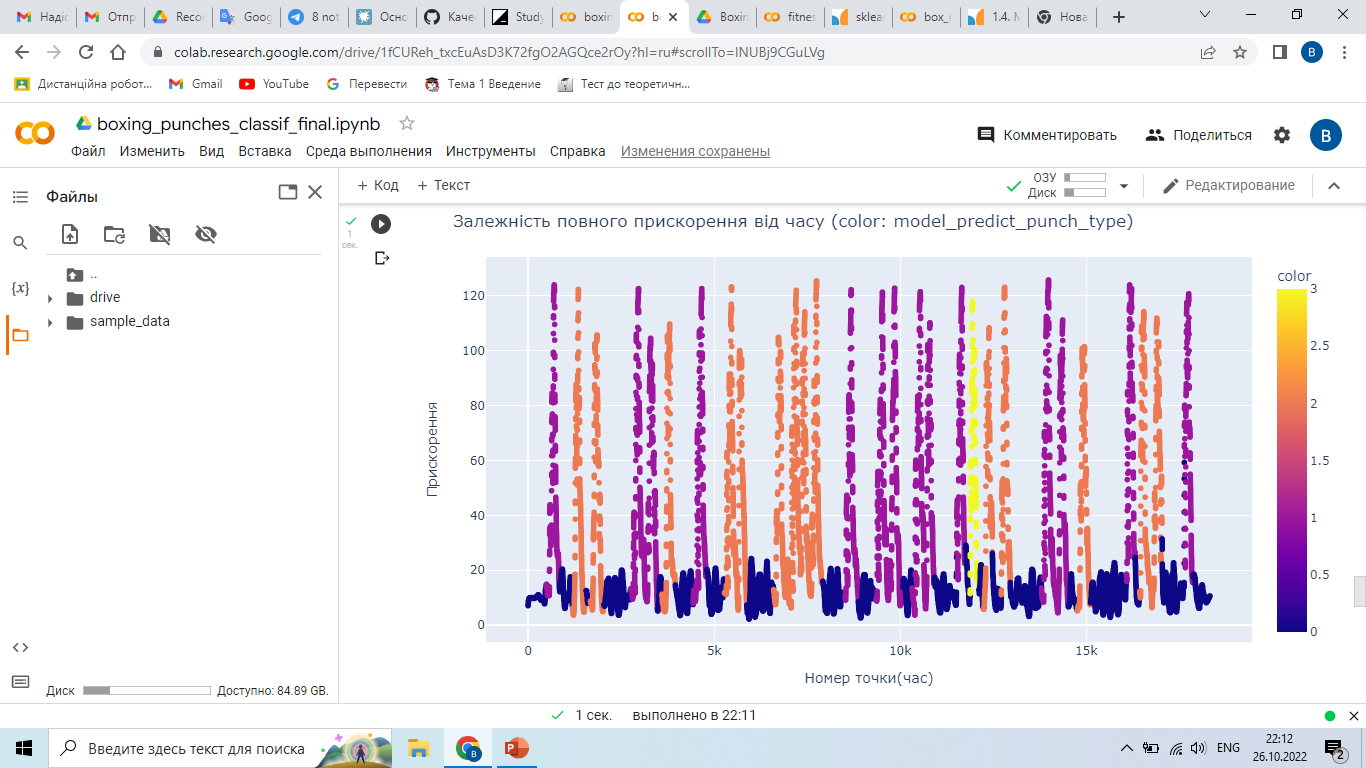 Надіс Отпр Reco Goog 8 not Осно Качес Study boxin bo Boxin fitnes sklea box_r 1.4. M Нова
colab.research.google.com/drive/1fCUReh_txcEuAsD3K72fgO2AGQce2rOy?hl=ru#scrollTo=INUBj9CGuLVg
B
Дистанційна робот... Gmail YouTube Перевести Тема 1 Введение Тест до теоретичн...
boxing_punches_classif_final.ipynb
Комментировать Поделиться B
Файл Изменить Вид Вставка Среда выполнения Инструменты Справка Изменения сохранены
Файлы
+ Код + Текст
ОЗУ
Диск
Редактирование
{x}
..
drive
sample_data
1
сек.
Залежність повного прискорення від часу (color: model_predict_punch_type)
Прискорення
120
100
80
60
40
20
0
0 5k 10k 15k
Номер точки(час)
color
3
2.5
2
1.5
1
0.5
0
Диск Доступно: 84.89 GB.
1 сек. выполнено в 22:11
Введите здесь текст для поиска
B
P
ENG
22:12
26.10.2022
2